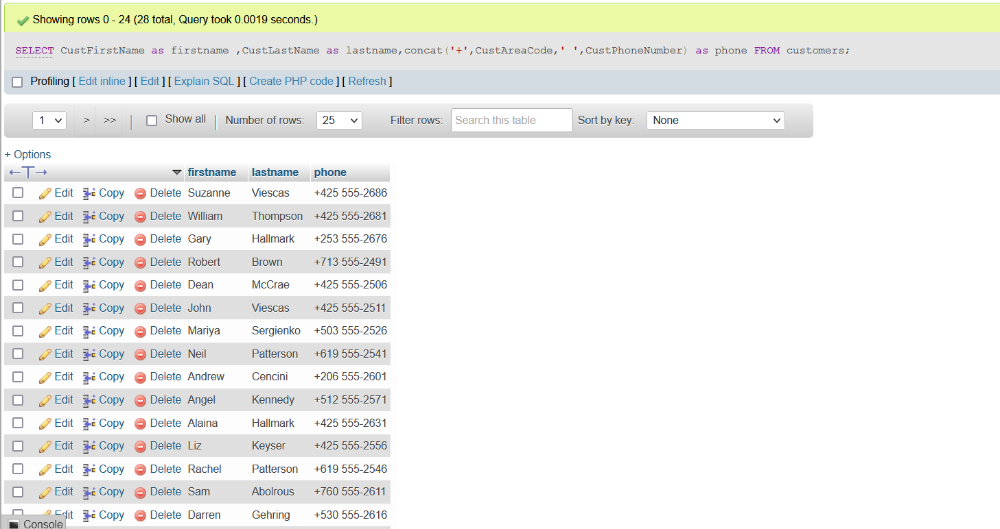 Showing rows 0 - 24 (28 total, Query took 0.0019 seconds.)
SELECT CustFirstName as firstname ,CustLastName as lastname,concat('+',CustAreaCode,' ',CustPhoneNumber) as phone FROM customers;
Profiling [ Edit inline ] [ Edit ] [ Explain SQL ] [ Create PHP code ] [ Refresh ]
1 > >> | Show all | Number of rows: 25 Filter rows: Search this table Sort by key: None
+ Options
←T→ firstname lastname phone
Edit Copy Delete Suzanne Viescas +425 555-2686
Edit Copy Delete William Thompson +425 555-2681
Edit Copy Delete Gary Hallmark +253 555-2676
Edit Copy Delete Robert Brown +713 555-2491
Edit Copy Delete Dean McCrae +425 555-2506
Edit Copy Delete John Viescas +425 555-2511
Edit Copy Delete Mariya Sergienko +503 555-2526
Edit Copy Delete Neil Patterson +619 555-2541
Edit Copy Delete Andrew Cencini +206 555-2601
Edit Copy Delete Angel Kennedy +512 555-2571
Edit Copy Delete Alaina Hallmark +425 555-2631
Edit Copy Delete Liz Keyser +425 555-2556
Edit Copy Delete Rachel Patterson +619 555-2546
Edit Copy Delete Sam Abolrous +760 555-2611
Edit Copy Delete Darren Gehring +530 555-2616
Console